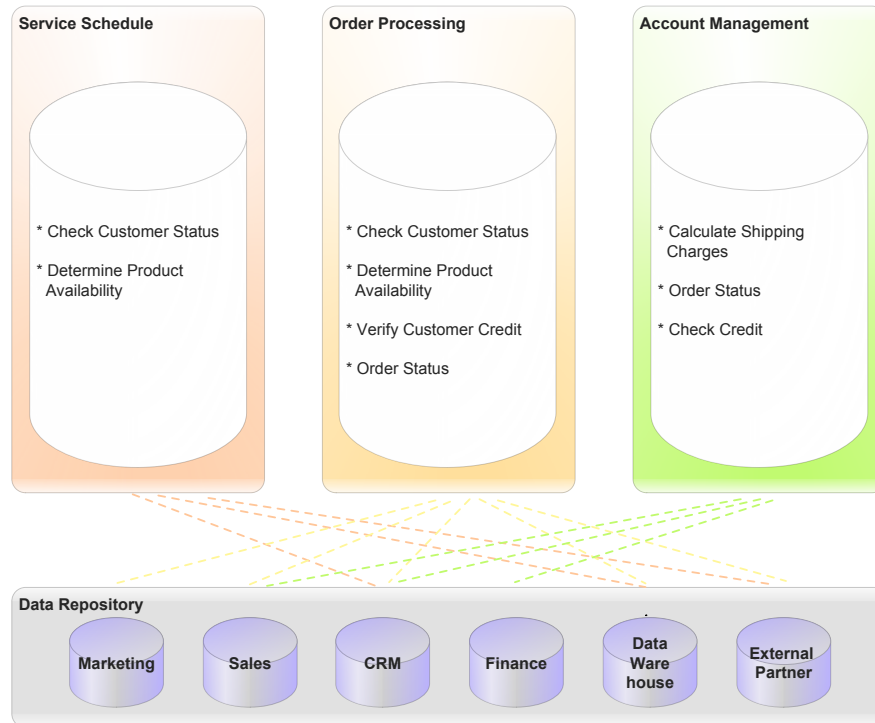 Service Schedule
* Check Customer Status
* Determine Product
Availability
Order Processing
* Check Customer Status
* Determine Product
Availability
* Verify Customer Credit
* Order Status
Account Management
* Calculate Shipping
Charges
* Order Status
* Check Credit
Data Repository
Marketing
Sales
CRM
Finance
Data
Ware
house
External
Partner